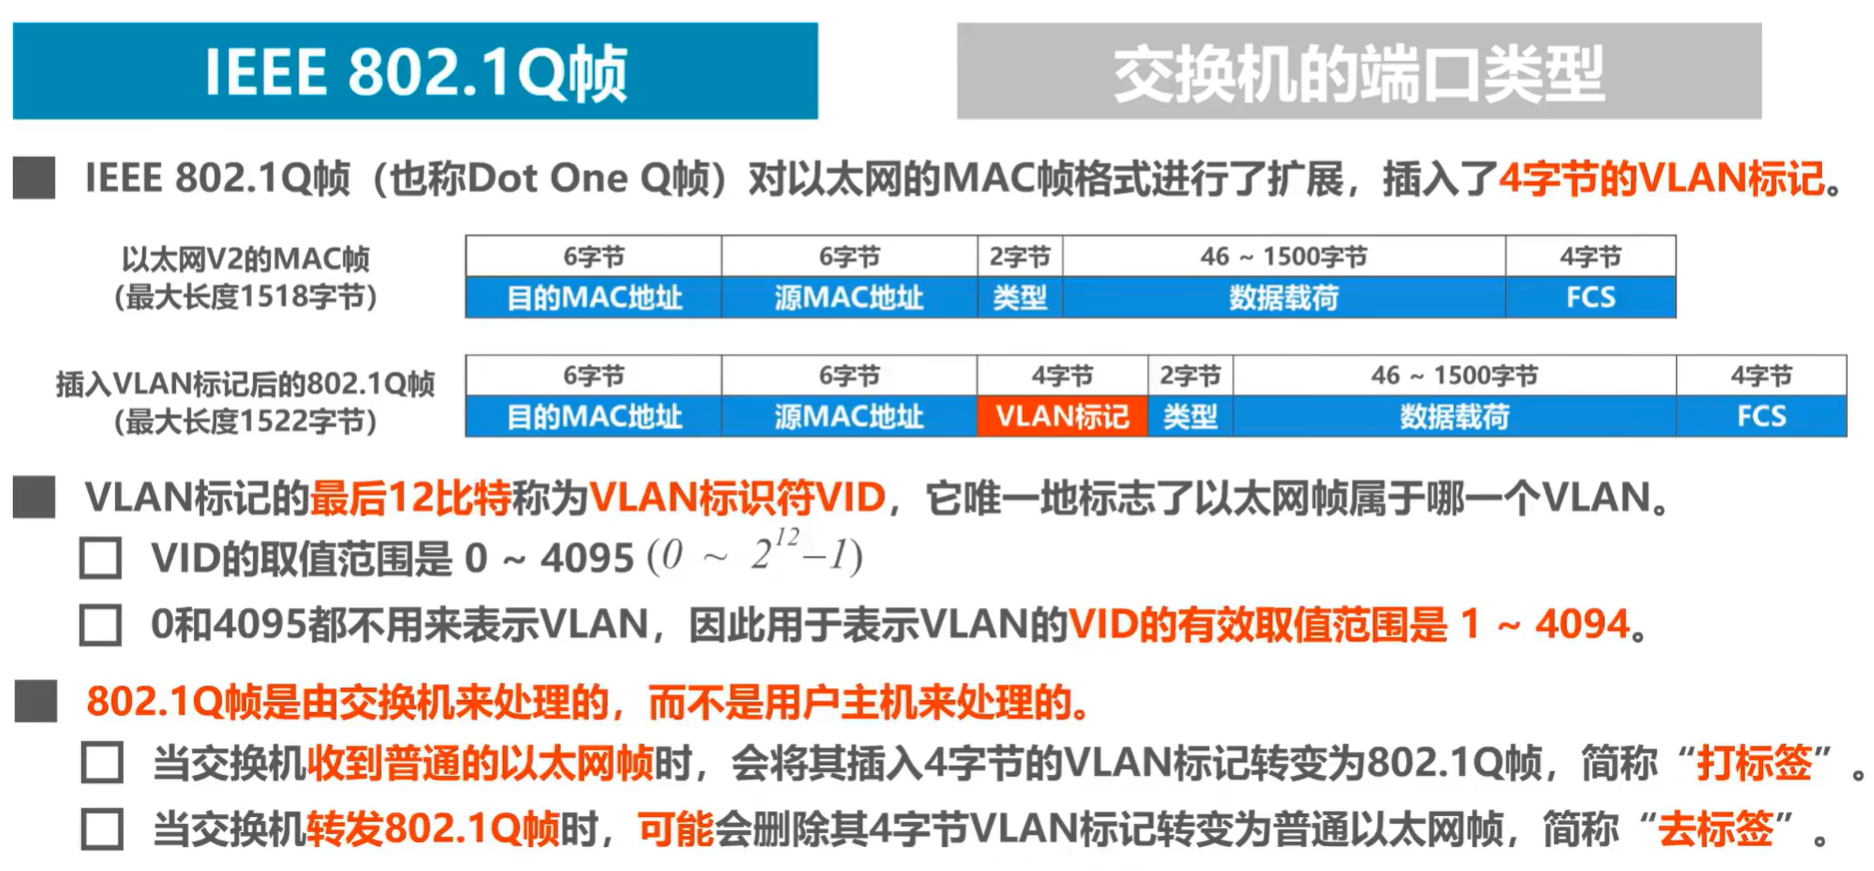 IEEE 802.1Q帧
交换机的端口类型
IEEE 802.1Q帧（也称Dot One Q帧）对以太网的MAC帧格式进行了扩展，插入了4字节的VLAN标记。
以太网V2的MAC帧
(最大长度1518字节)
6字节 6字节 2字节 46 ~ 1500字节 4字节
目的MAC地址 源MAC地址 类型 数据载荷 FCS
插入VLAN标记后的802.1Q帧
(最大长度1522字节)
6字节 6字节 4字节 2字节 46 ~ 1500字节 4字节
目的MAC地址 源MAC地址 VLAN标记 类型 数据载荷 FCS
VLAN标记的最后12比特称为VLAN标识符VID，它唯一地标志了以太网帧属于哪一个VLAN。
VID的取值范围是 0 ~ 4095 (0 ~ 2^12–1)
0和4095都不用来表示VLAN，因此用于表示VLAN的VID的有效取值范围是 1 ~ 4094。
802.1Q帧是由交换机来处理的，而不是用户主机来处理的。
当交换机收到普通的以太网帧时，会将其插入4字节的VLAN标记转变为802.1Q帧，简称“打标签”。
当交换机转发802.1Q帧时，可能会删除其4字节VLAN标记转变为普通以太网帧，简称“去标签”。